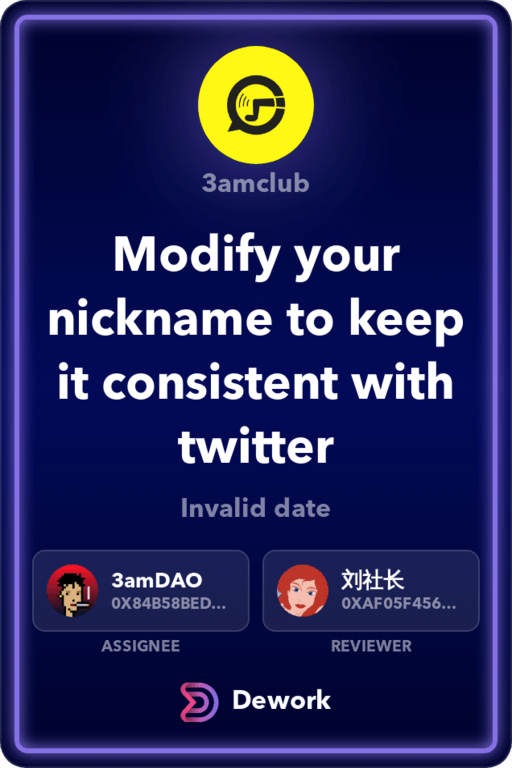 3amclub
Modify your
nickname to keep
it consistent with
twitter
Invalid date
3amDAO
0X84B58BED...
ASSIGNEE
刘社长
0XAF05F456...
REVIEWER
Dework